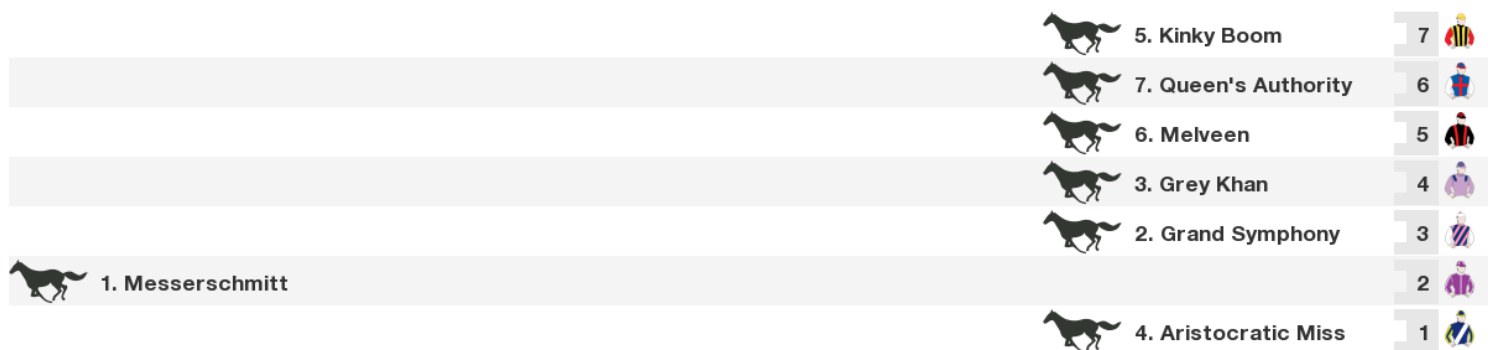 5. Kinky Boom 7
7. Queen's Authority 6
6. Melveen 5
3. Grey Khan 4
2. Grand Symphony 3
1. Messerschmitt 2
4. Aristocratic Miss 1